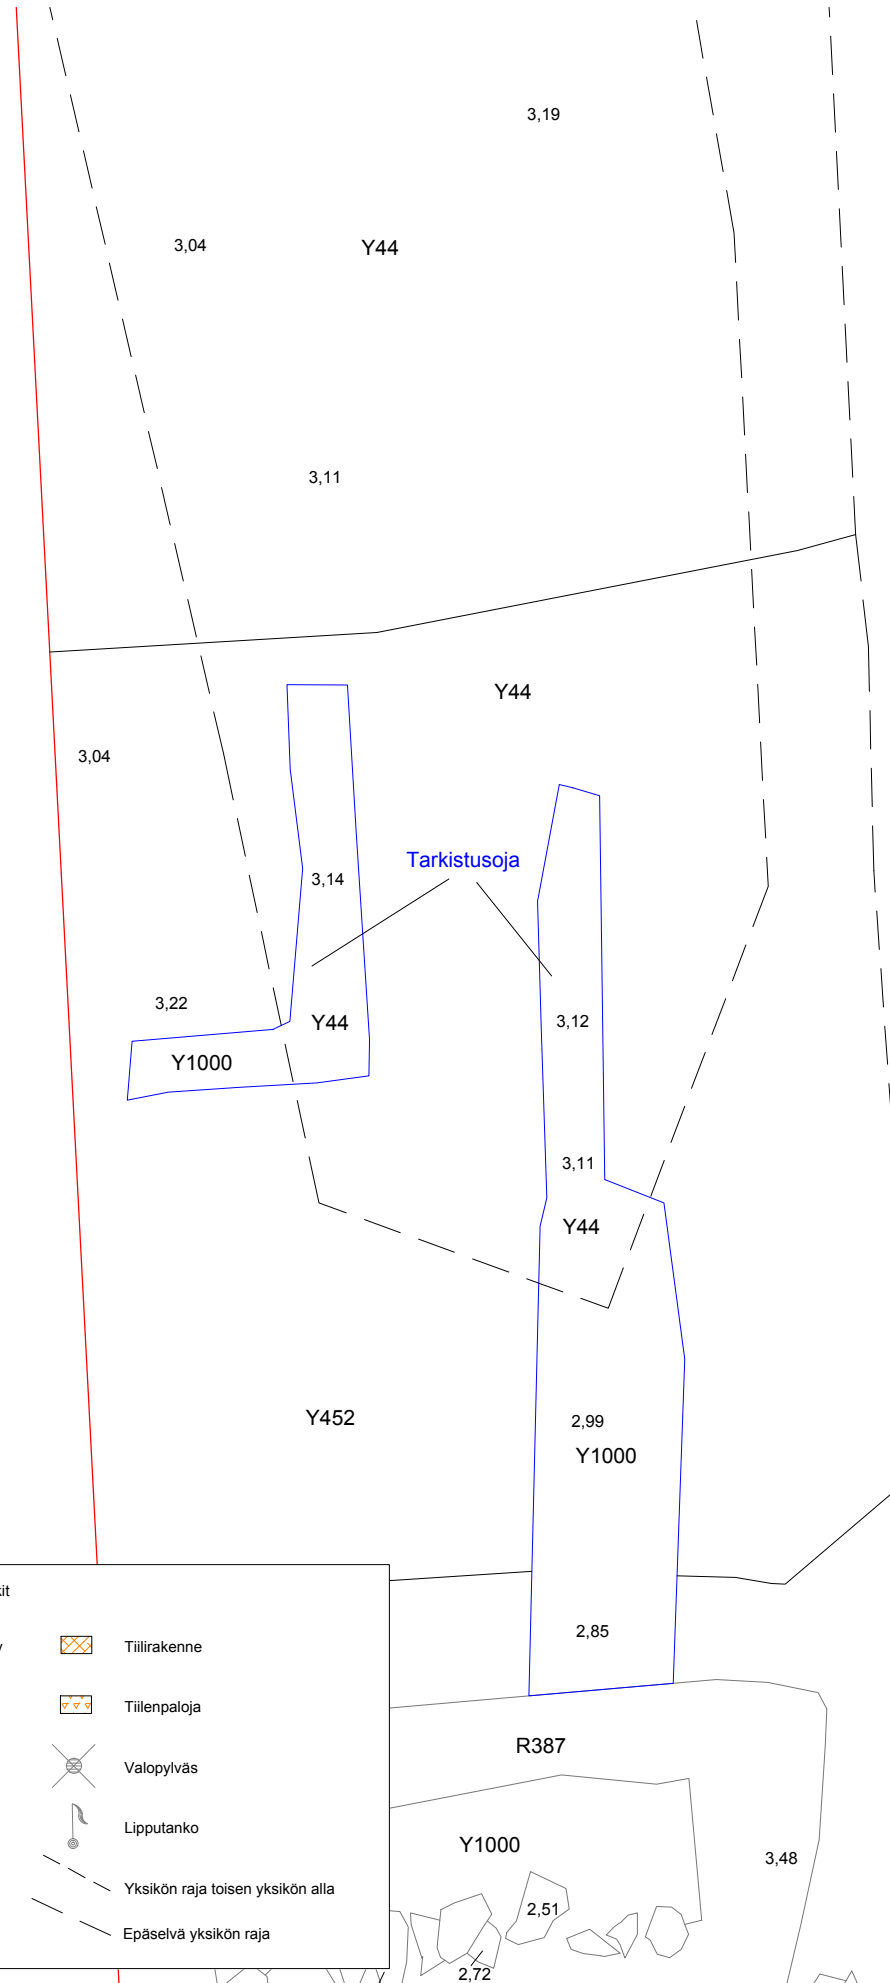 3,19
3,04
Y44
3,11
Y44
3,04
Tarkistusoja
3,14
3,22
Y44
3,12
Y1000
3,11
Y44
Y452
2,99
Y1000
2,85
Tiilirakenne
Tiilenpaloja
R387
Valopylväs
Lipputanko
Y1000
3,48
Yksikön raja toisen yksikön alla
2,51
Epäselvä yksikön raja
2,72